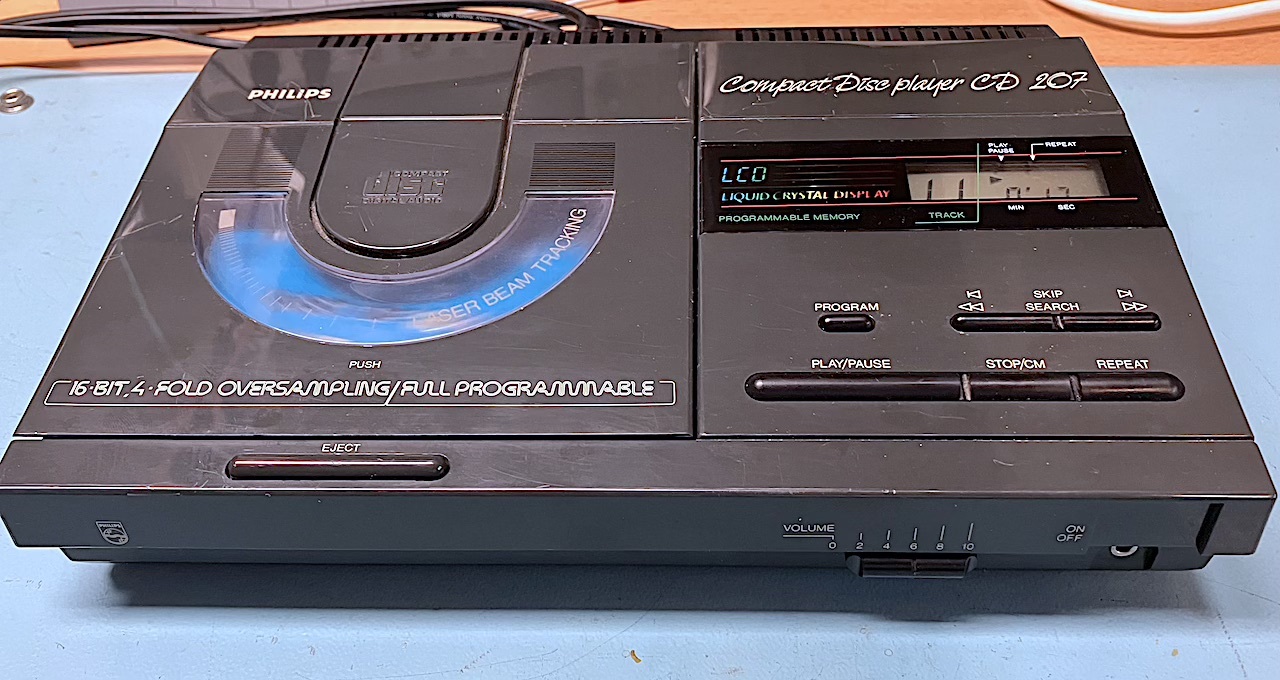 PHILIPS
Compact Disc player CD 207
COMPACT
disc
DIGITAL AUDIO
LASER BEAM TRACKING
PUSH
16·BIT, 4·FOLD OVERSAMPLING/FULL PROGRAMMABLE
EJECT
PLAY·
PAUSE
REPEAT
LCD
LIQUID CRYSTAL DISPLAY
11
PROGRAMMABLE MEMORY
TRACK
MIN
SEC
PROGRAM
SKIP
SEARCH
PLAY/PAUSE
STOP/CM
REPEAT
PHILIPS
VOLUME
0 2 4 6 8 10
ON
OFF